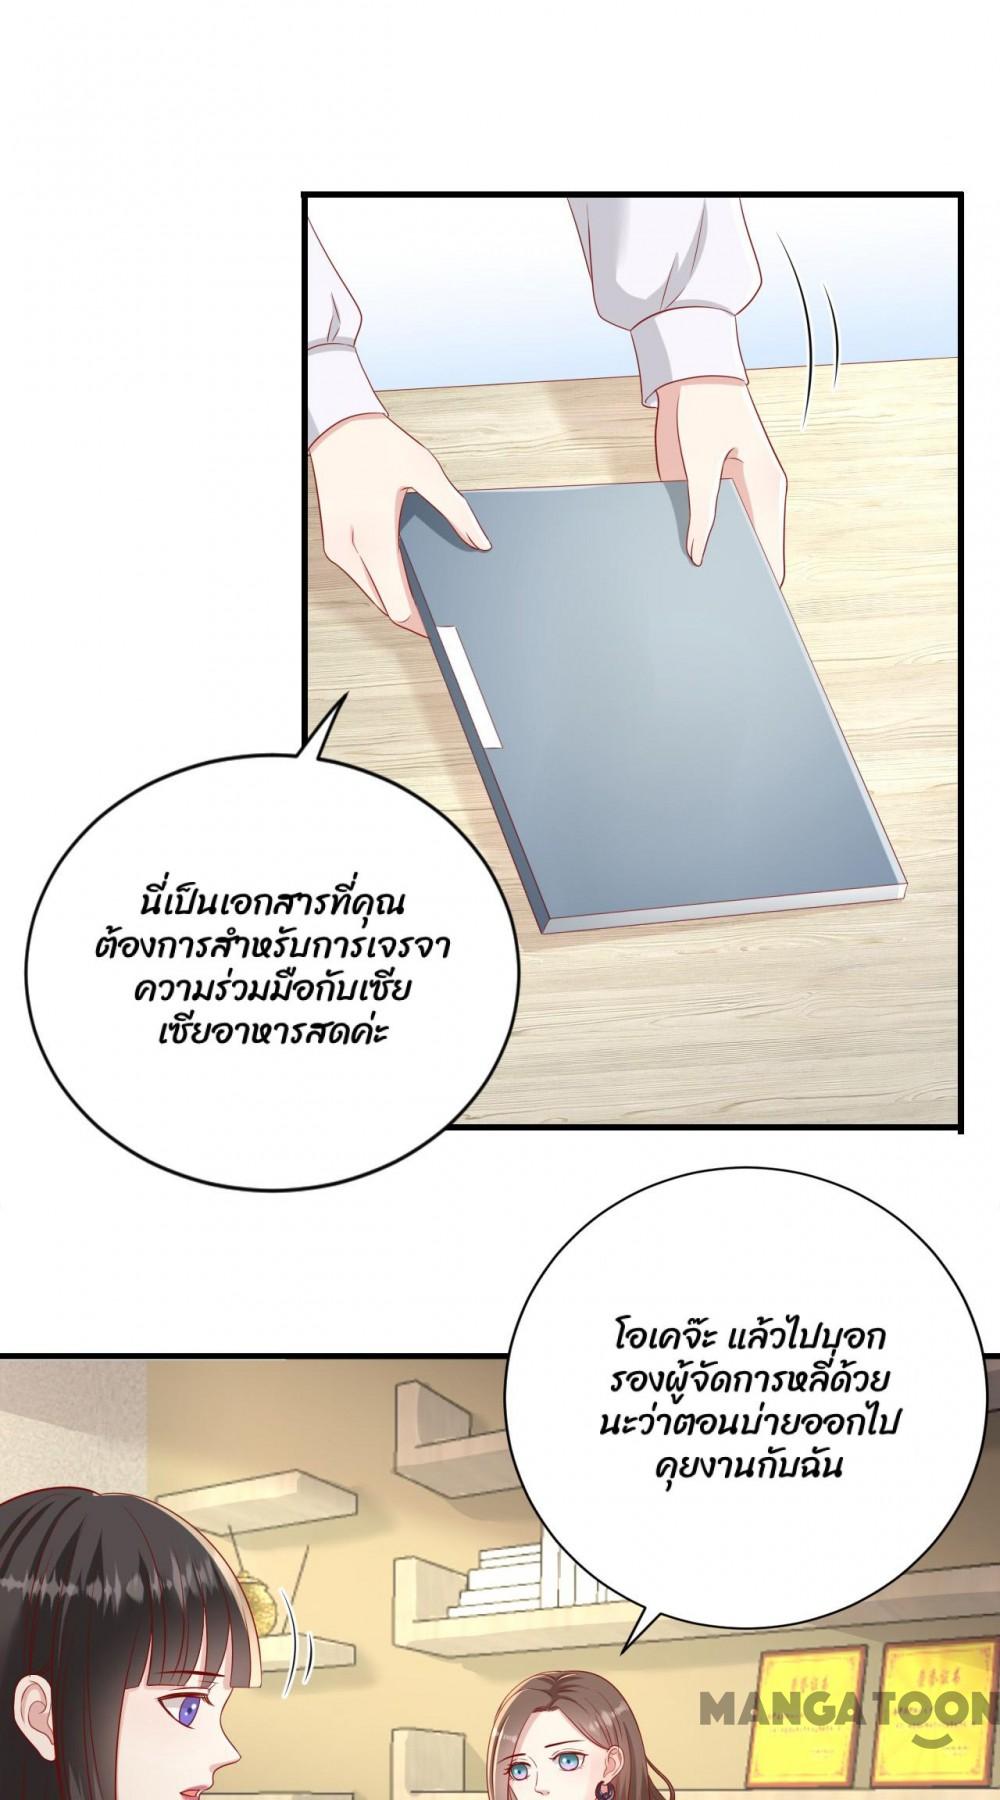 นี่เป็นเอกสารที่คุณ
ต้องการสำหรับการเจรจา
ความร่วมมือกับเซีย
เซียอาหารสดค่ะ
โอเคจ๊ะ แล้วไปบอก
รองผู้จัดการหลี่ด้วย
นะว่าตอนบ่ายออกไป
คุยงานกับฉัน
MANGATOON